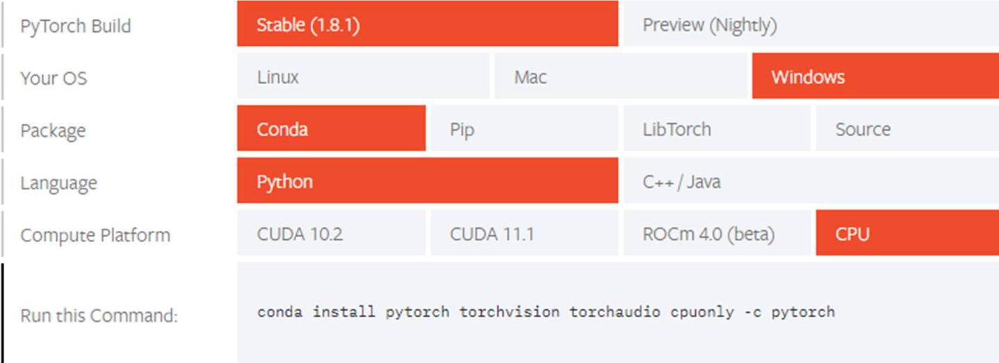 PyTorch Build Stable (1.8.1) Preview (Nightly)
Your OS Linux Mac Windows
Package Conda Pip LibTorch Source
Language Python C++ / Java
Compute Platform CUDA 10.2 CUDA 11.1 ROCm 4.0 (beta) CPU
Run this Command: conda install pytorch torchvision torchaudio cpuonly -c pytorch